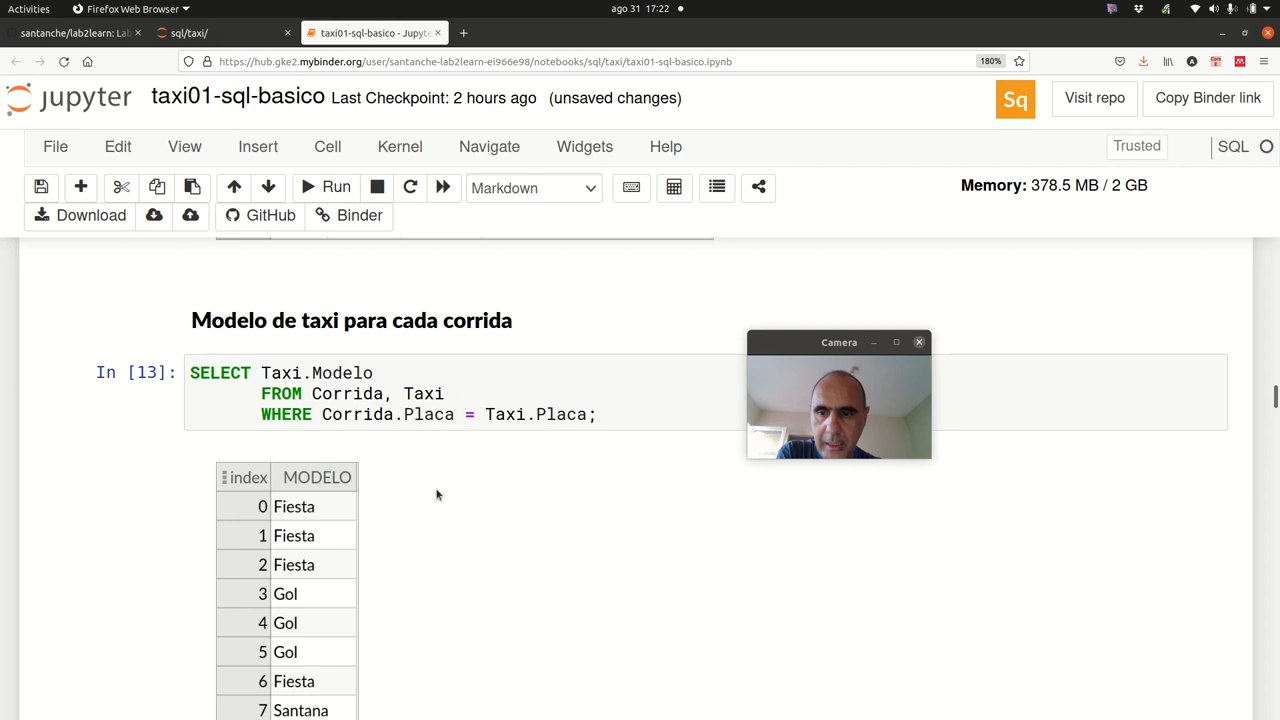 Activities
Firefox Web Browser
ago 31 17:22
santanche/lab2learn: Lab
sql/taxi/
taxi01-sql-basico - Jupyte
https://hub.gke2.mybinder.org/user/santanche-lab2learn-ei966e98/notebooks/sql/taxi/taxi01-sql-basico.ipynb
180%
jupyter
taxi01-sql-basico Last Checkpoint: 2 hours ago (unsaved changes)
Sq
Visit repo
Copy Binder link
File Edit View Insert Cell Kernel Navigate Widgets Help
Trusted
SQL
Run
Markdown
Memory: 378.5 MB / 2 GB
Download
GitHub
Binder
Modelo de taxi para cada corrida
In [13]:
SELECT Taxi.Modelo
FROM Corrida, Taxi
WHERE Corrida.Placa = Taxi.Placa;
Camera
index MODELO
0 Fiesta
1 Fiesta
2 Fiesta
3 Gol
4 Gol
5 Gol
6 Fiesta
7 Santana